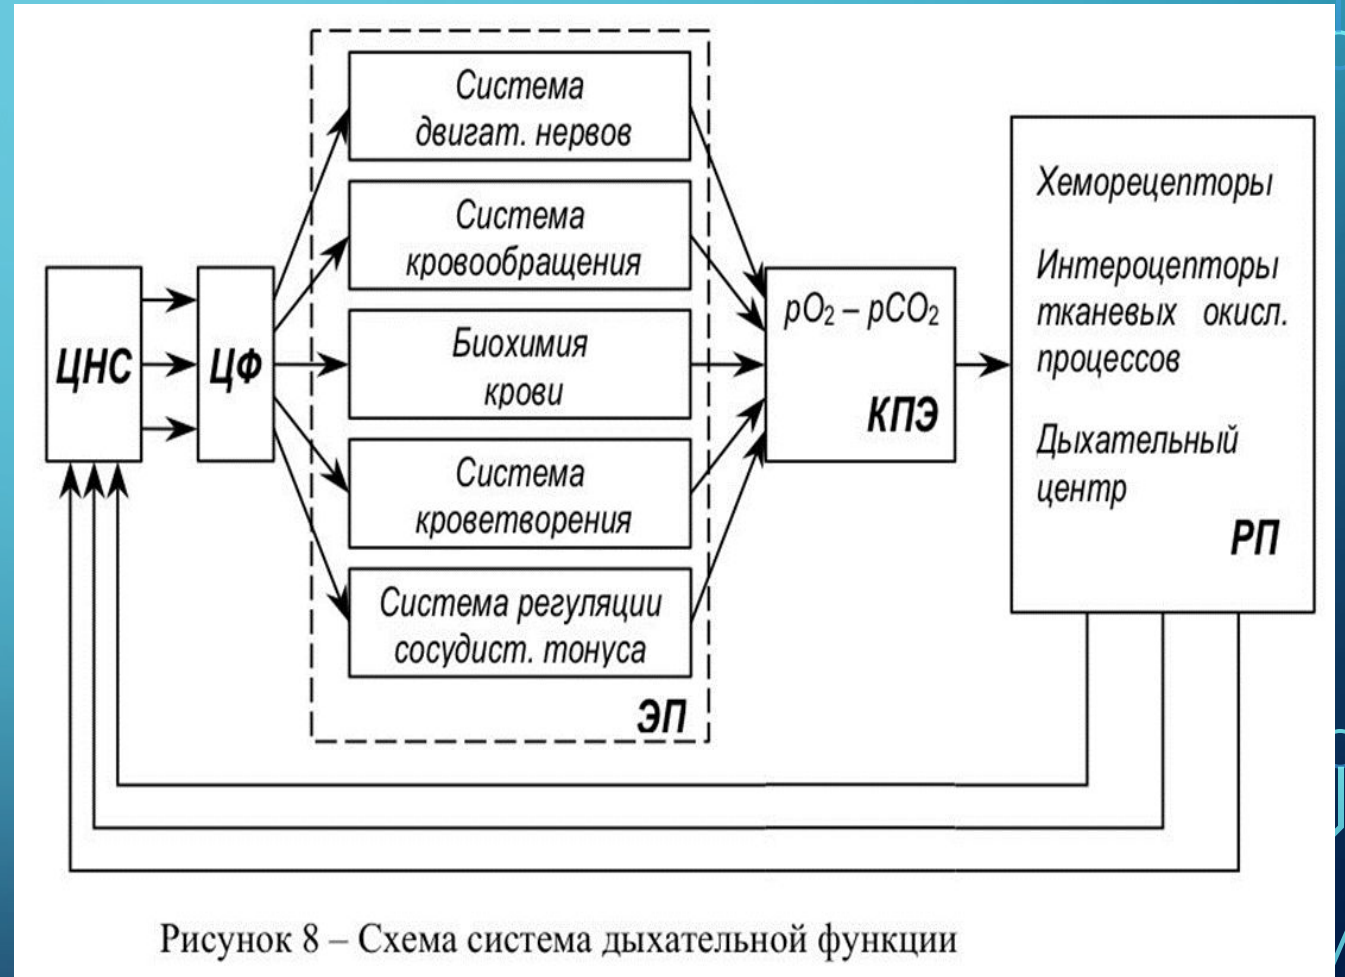 ЦНС
ЦФ
Система
двигат. нервов
Система
кровообращения
Биохимия
крови
Система
кроветворения
Система регуляции
сосудист. тонуса
ЭП
pO₂ – pCO₂
КПЭ
Хеморецепторы
Интероцепторы
тканевых окисл.
процессов
Дыхательный
центр
РП
Рисунок 8 – Схема система дыхательной функции